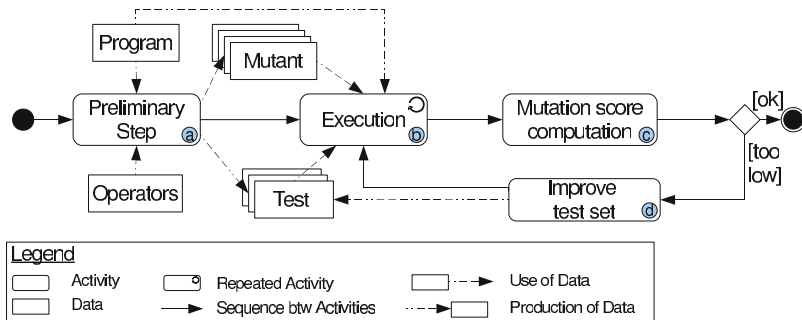 Program
Mutant
[ok]
Preliminary
Step
a
Execution
b
Mutation score
computation
c
[too
low]
Operators
Test
Improve
test set
d
Legend
Activity
Repeated Activity
Use of Data
Data
Sequence btw Activities
Production of Data